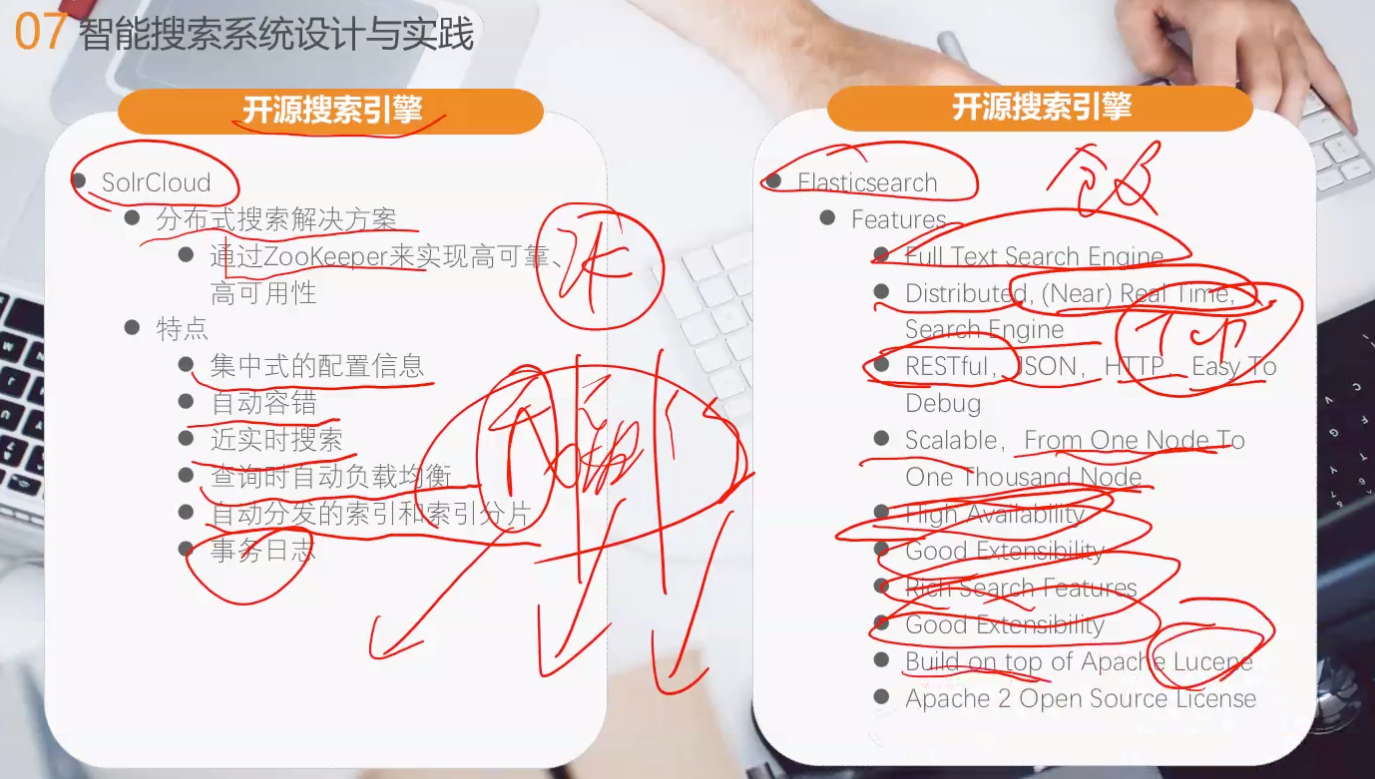 07 智能搜索系统设计与实践
开源搜索引擎
SolrCloud
分布式搜索解决方案
通过ZooKeeper来实现高可靠、
高可用性
特点
集中式的配置信息
自动容错
近实时搜索
查询时自动负载均衡
自动分发的索引和索引分片
事务日志
开源搜索引擎
Elasticsearch
Features
Full Text Search Engine
Distributed, (Near) Real Time,
Search Engine
RESTful, JSON, HTTP, Easy To
Debug
Scalable, From One Node To
One Thousand Node
High Availability
Good Extensibility
Rich Search Features
Good Extensibility
Build on top of Apache Lucene
Apache 2 Open Source License
TCP